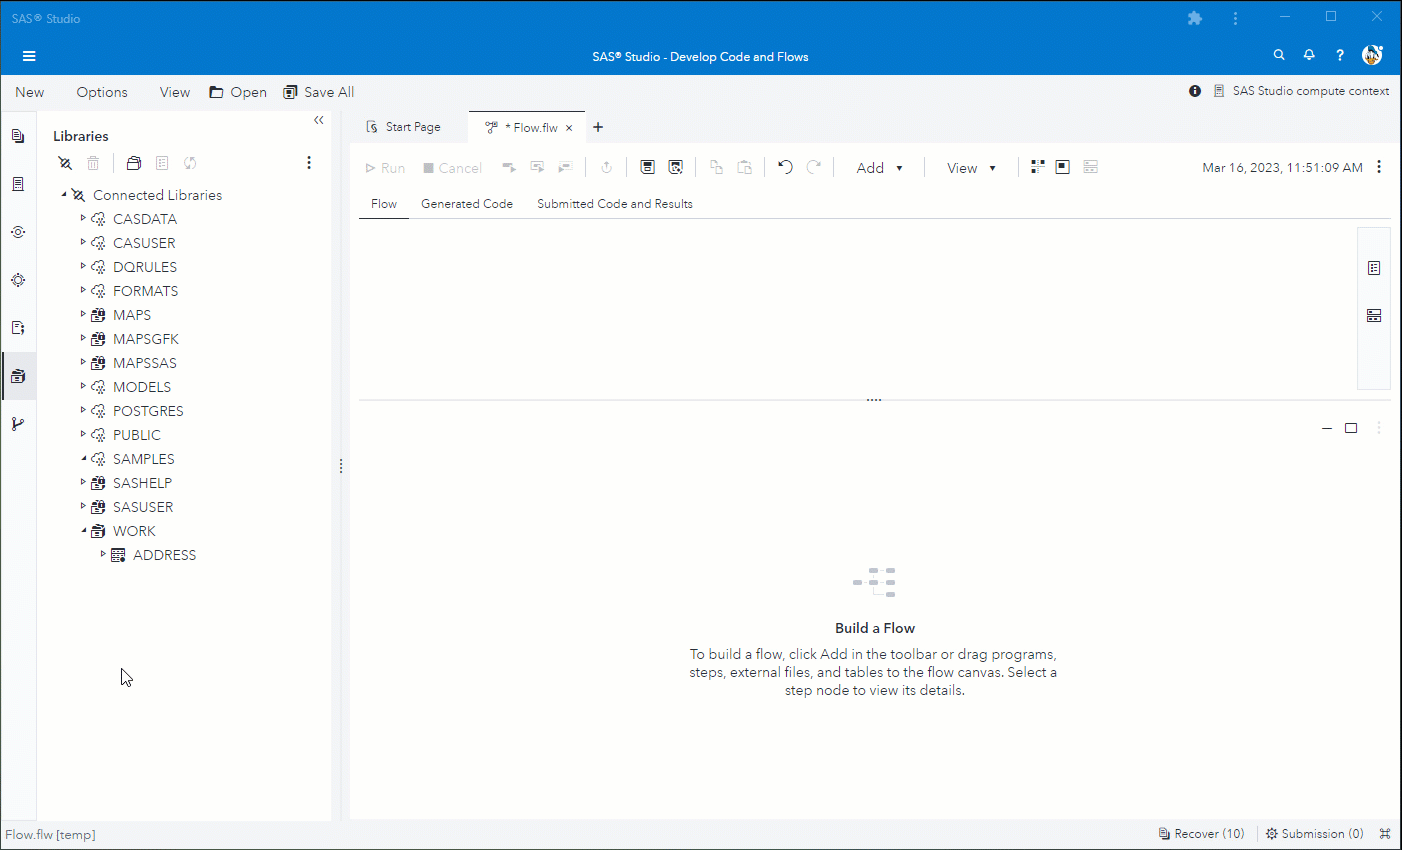 SAS® Studio
SAS® Studio - Develop Code and Flows
New Options View Open Save All
SAS Studio compute context
Libraries
Connected Libraries
CASDATA
CASUSER
DQRULES
FORMATS
MAPS
MAPSGFK
MAPSSAS
MODELS
POSTGRES
PUBLIC
SAMPLES
SASHELP
SASUSER
WORK
ADDRESS
Start Page
* Flow.flw
Run Cancel Add View Mar 16, 2023, 11:51:09 AM
Flow Generated Code Submitted Code and Results
Build a Flow
To build a flow, click Add in the toolbar or drag programs,
steps, external files, and tables to the flow canvas. Select a
step node to view its details.
Flow.flw [temp]
Recover (10) Submission (0)